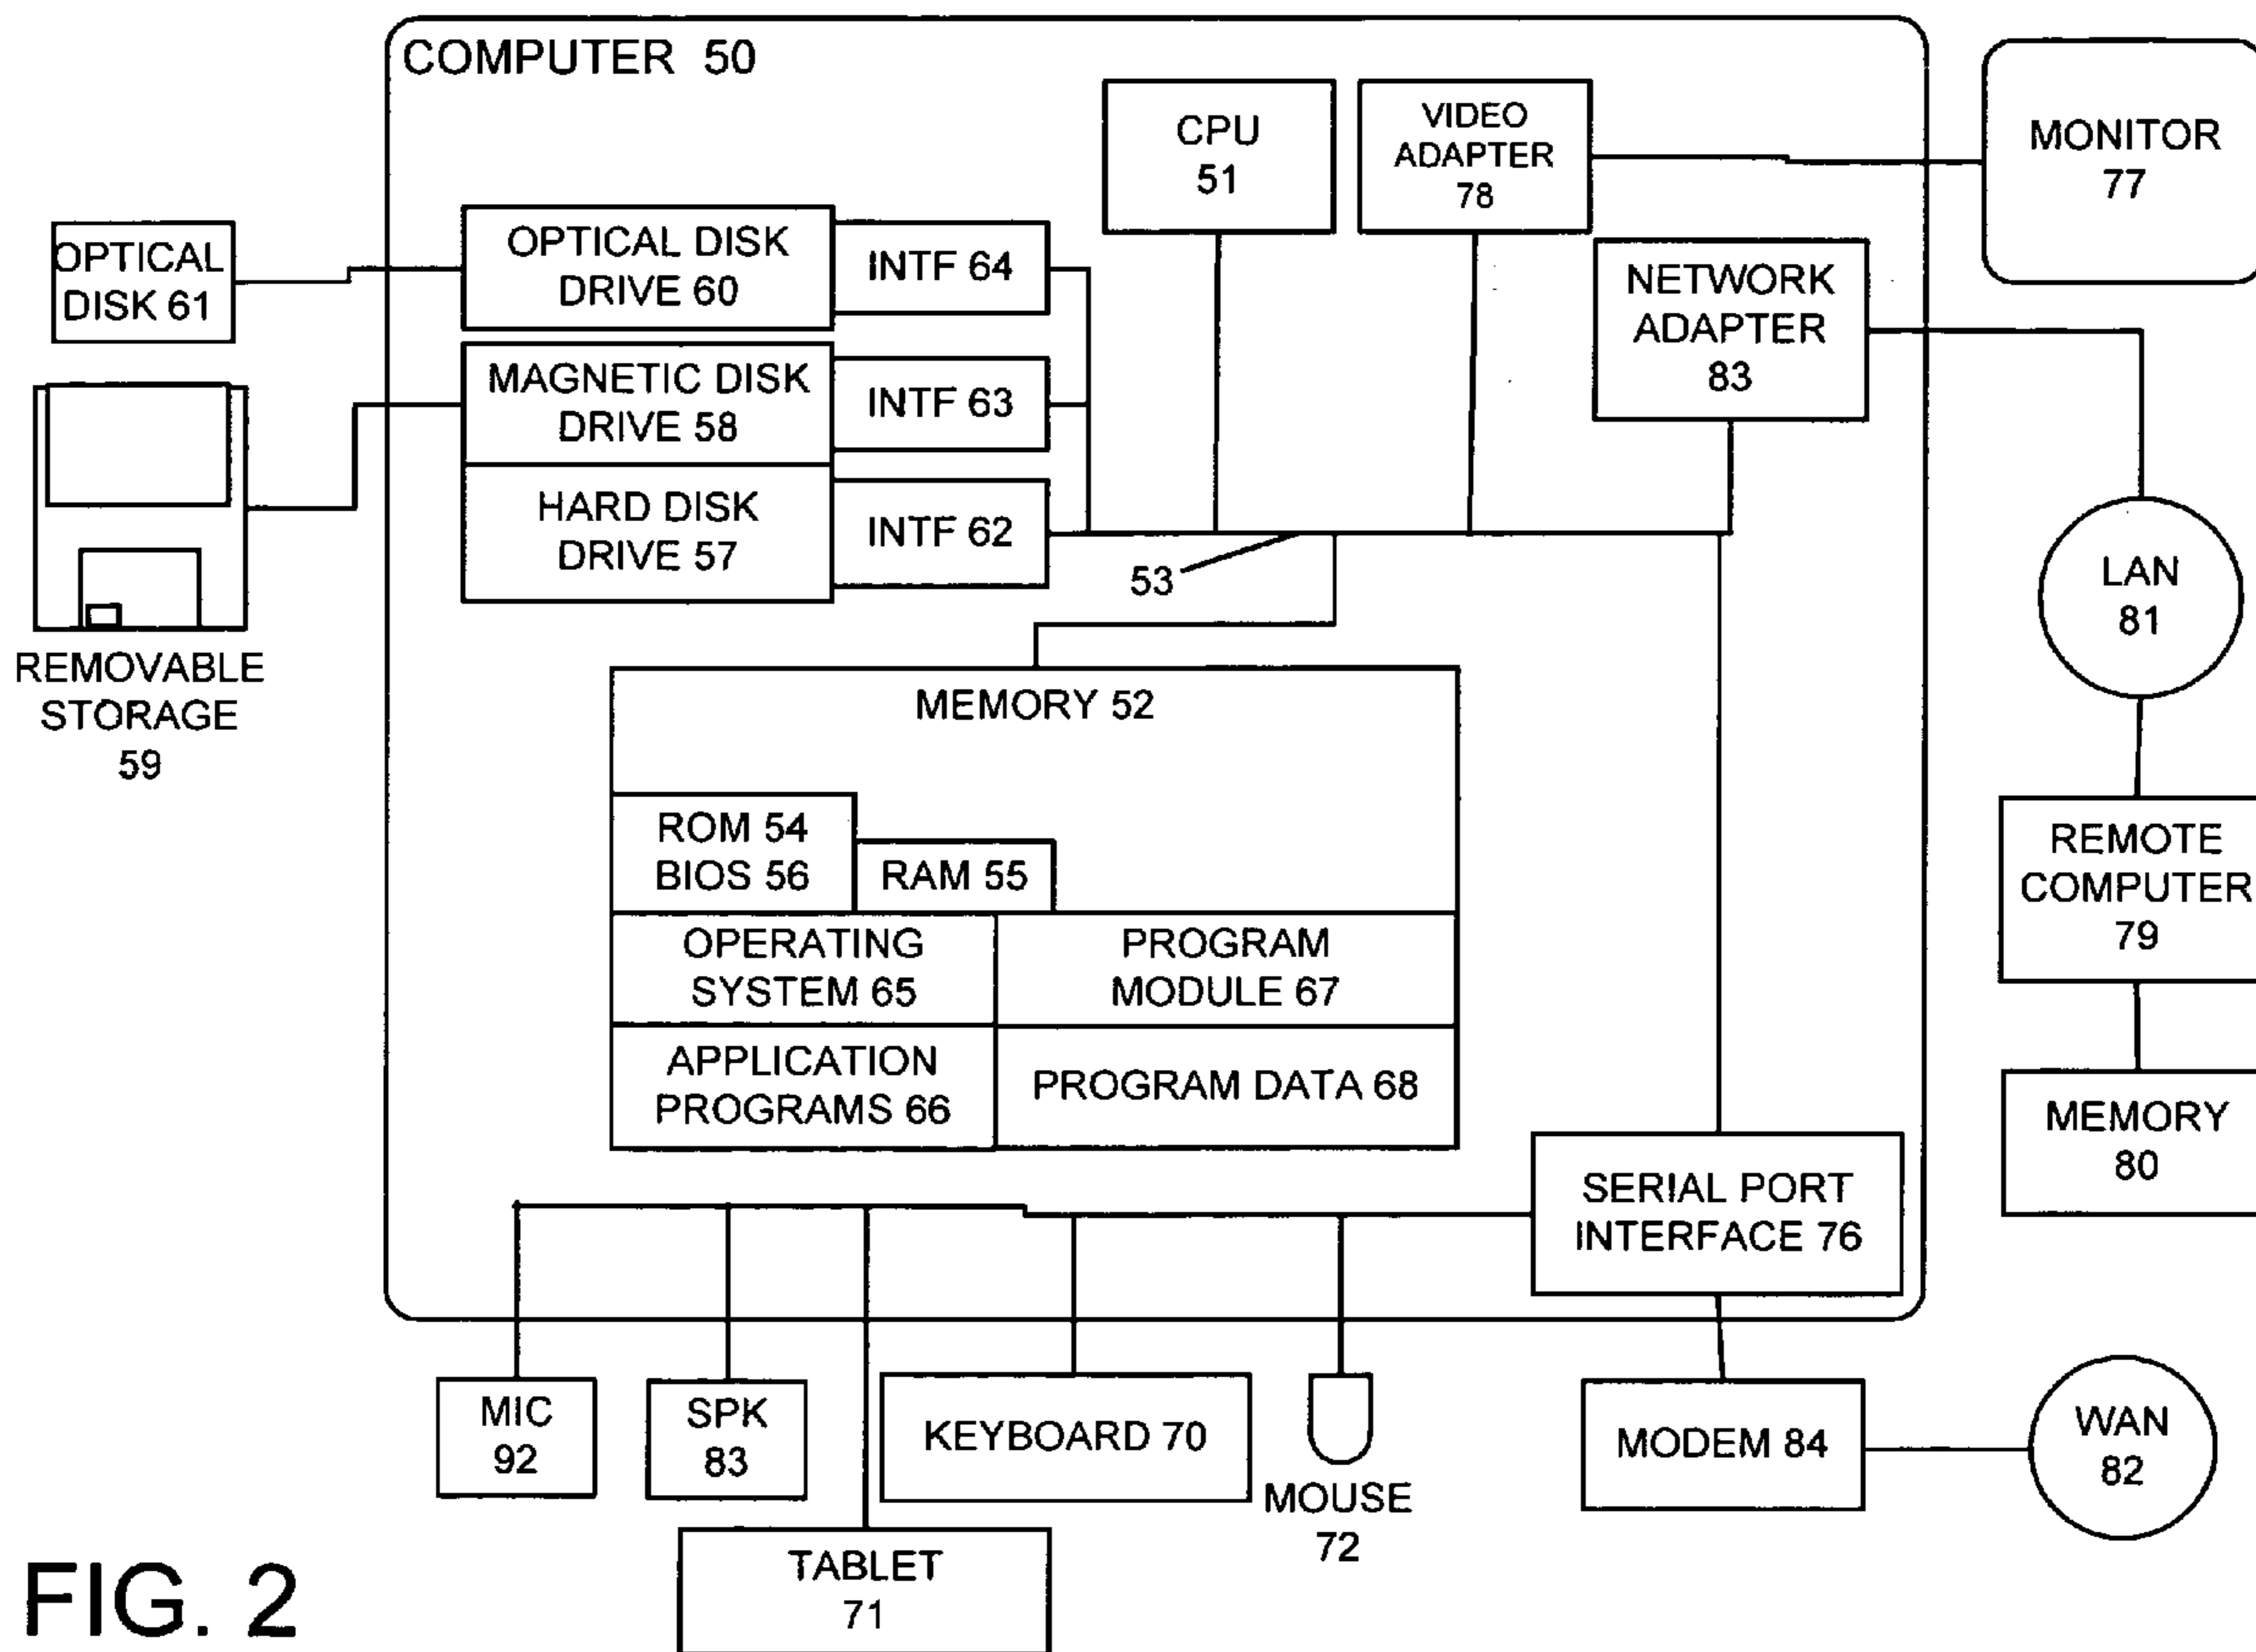 COMPUTER 50
CPU
51
VIDEO
ADAPTER
78
MONITOR
77
OPTICAL
DISK 61
OPTICAL DISK
DRIVE 60
INTF 64
NETWORK
ADAPTER
83
MAGNETIC DISK
DRIVE 58
INTF 63
HARD DISK
DRIVE 57
INTF 62
53
LAN
81
REMOVABLE
STORAGE
59
MEMORY 52
ROM 54
BIOS 56
RAM 55
REMOTE
COMPUTER
79
OPERATING
SYSTEM 65
PROGRAM
MODULE 67
APPLICATION
PROGRAMS 66
PROGRAM DATA 68
MEMORY
80
SERIAL PORT
INTERFACE 76
MIC
92
SPK
83
KEYBOARD 70
MOUSE
72
MODEM 84
WAN
82
TABLET
71
FIG. 2